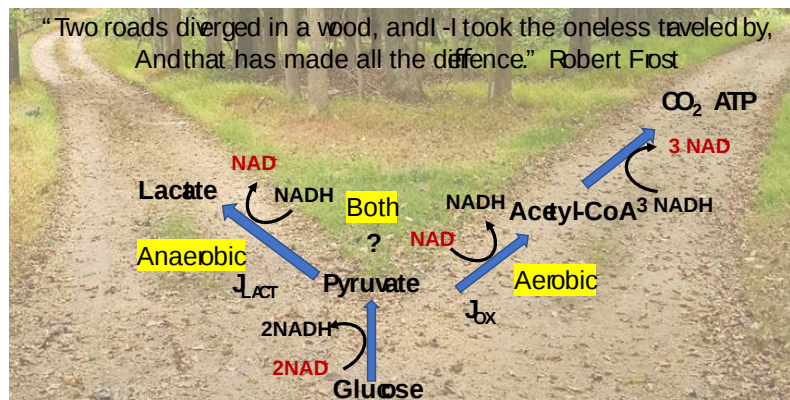 “Two roads diverged in a wood, and I -I took the one less traveled by,
And that has made all the diffence.” Robert Frost
CO2 ATP
3 NAD+
NAD+
Lactate
NADH
Both
?
NADH
Acetyl-CoA
3 NADH
NAD+
Anaerobic
JLACT
Pyruvate
Aerobic
JOX
2NADH
2NAD+
Glucose